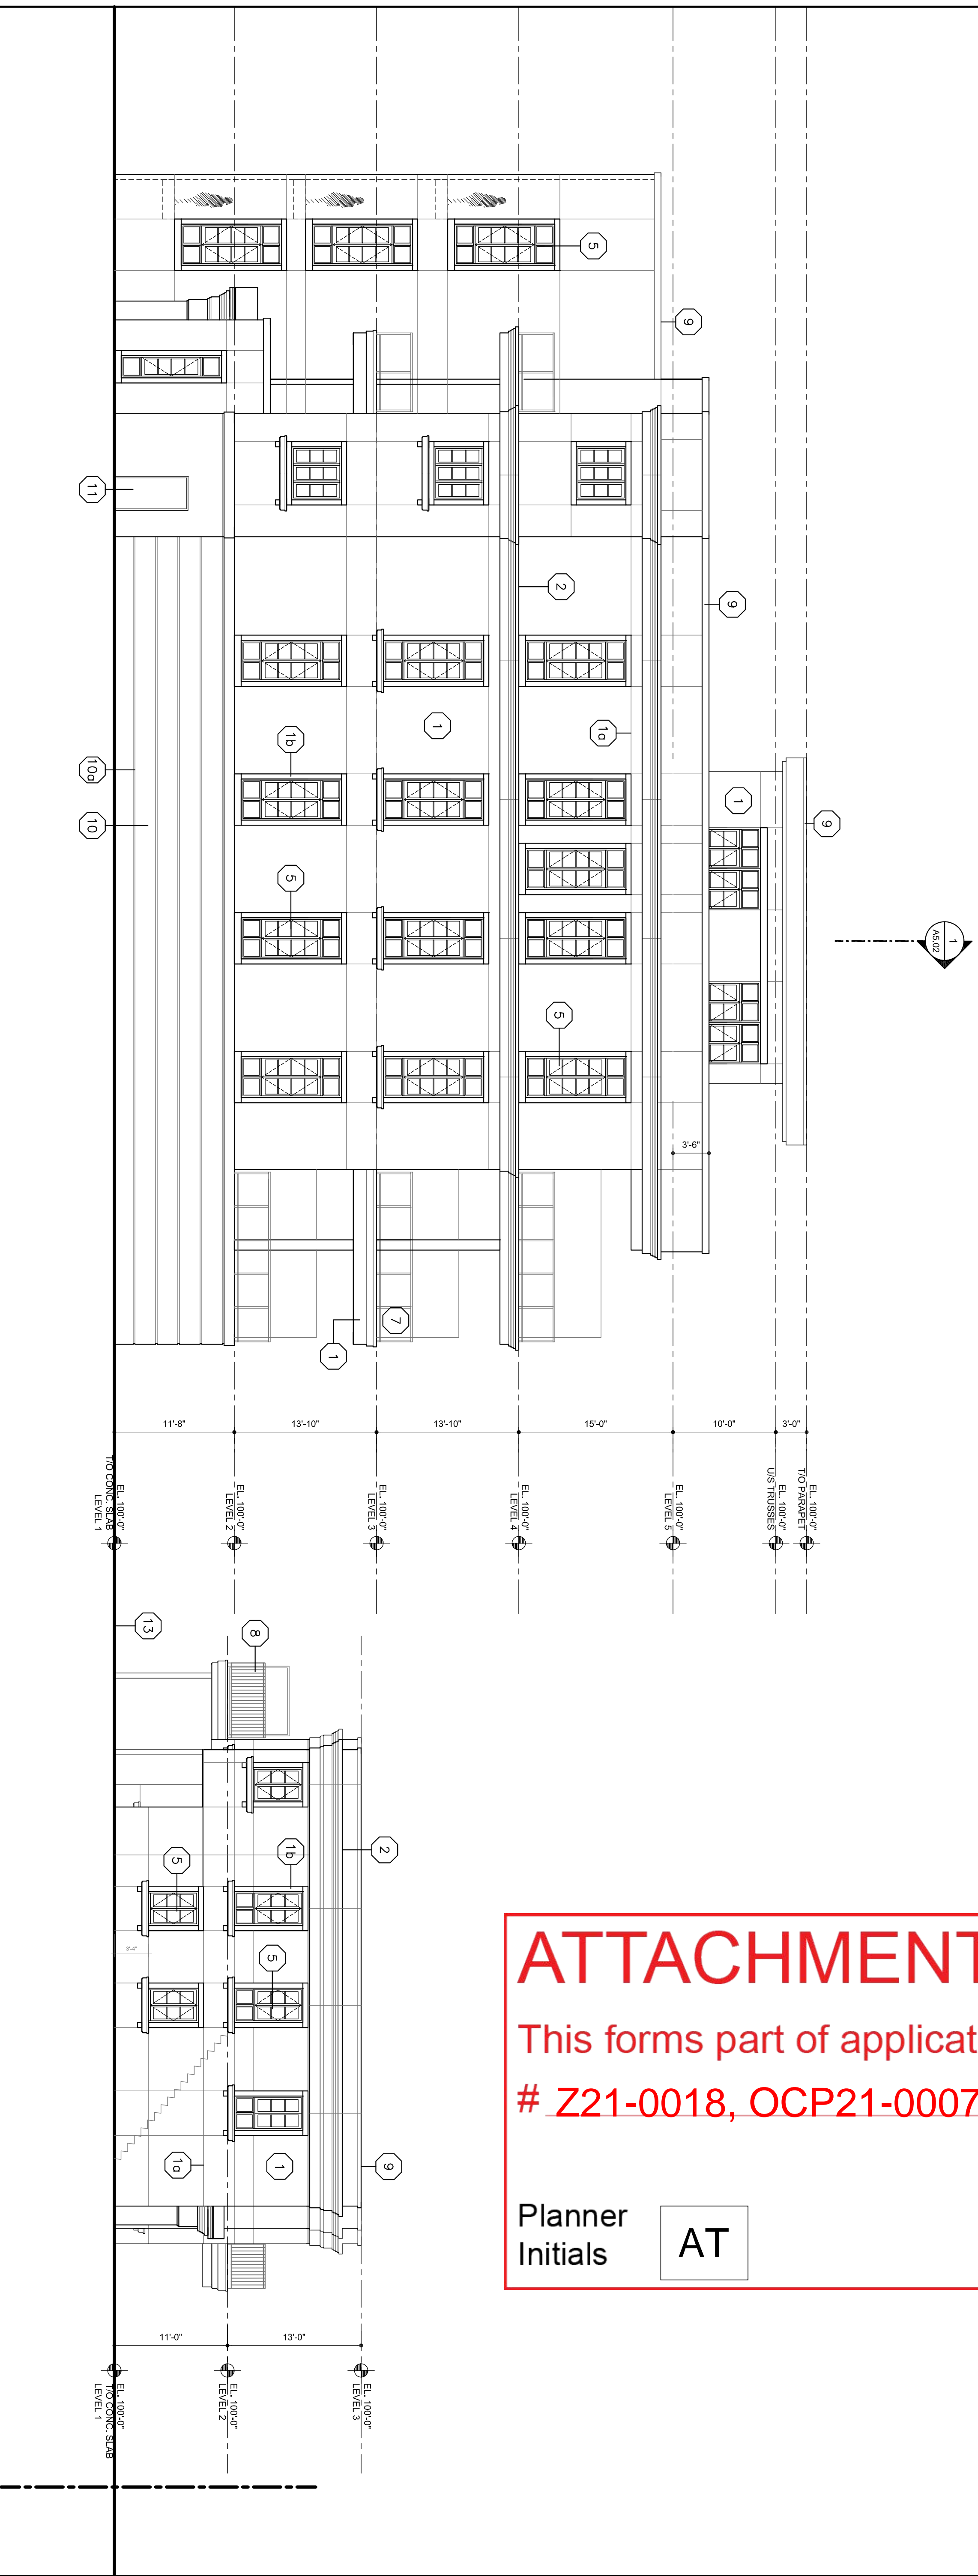 5
9
11
2
9
1
1b
1a
10a
10
1
9
5
1
A5.02
5
3'-6"
7
1
11'-8"
13'-10"
13'-10"
15'-0"
10'-0"
3'-0"
EL. 100'-0"
T/O CONC. SLAB
LEVEL 1
EL. 100'-0"
LEVEL 2
EL. 100'-0"
LEVEL 3
EL. 100'-0"
LEVEL 4
EL. 100'-0"
LEVEL 5
EL. 100'-0"
U/S TRUSSES
EL. 100'-0"
T/O PARAPET
13
8
2
1b
5
3'-4"
5
1a
1
9
11'-0"
13'-0"
EL. 100'-0"
T/O CONC. SLAB
LEVEL 1
EL. 100'-0"
LEVEL 2
EL. 100'-0"
LEVEL 3
ATTACHMENT
This forms part of applicat
# Z21-0018, OCP21-0007
Planner
Initials
AT